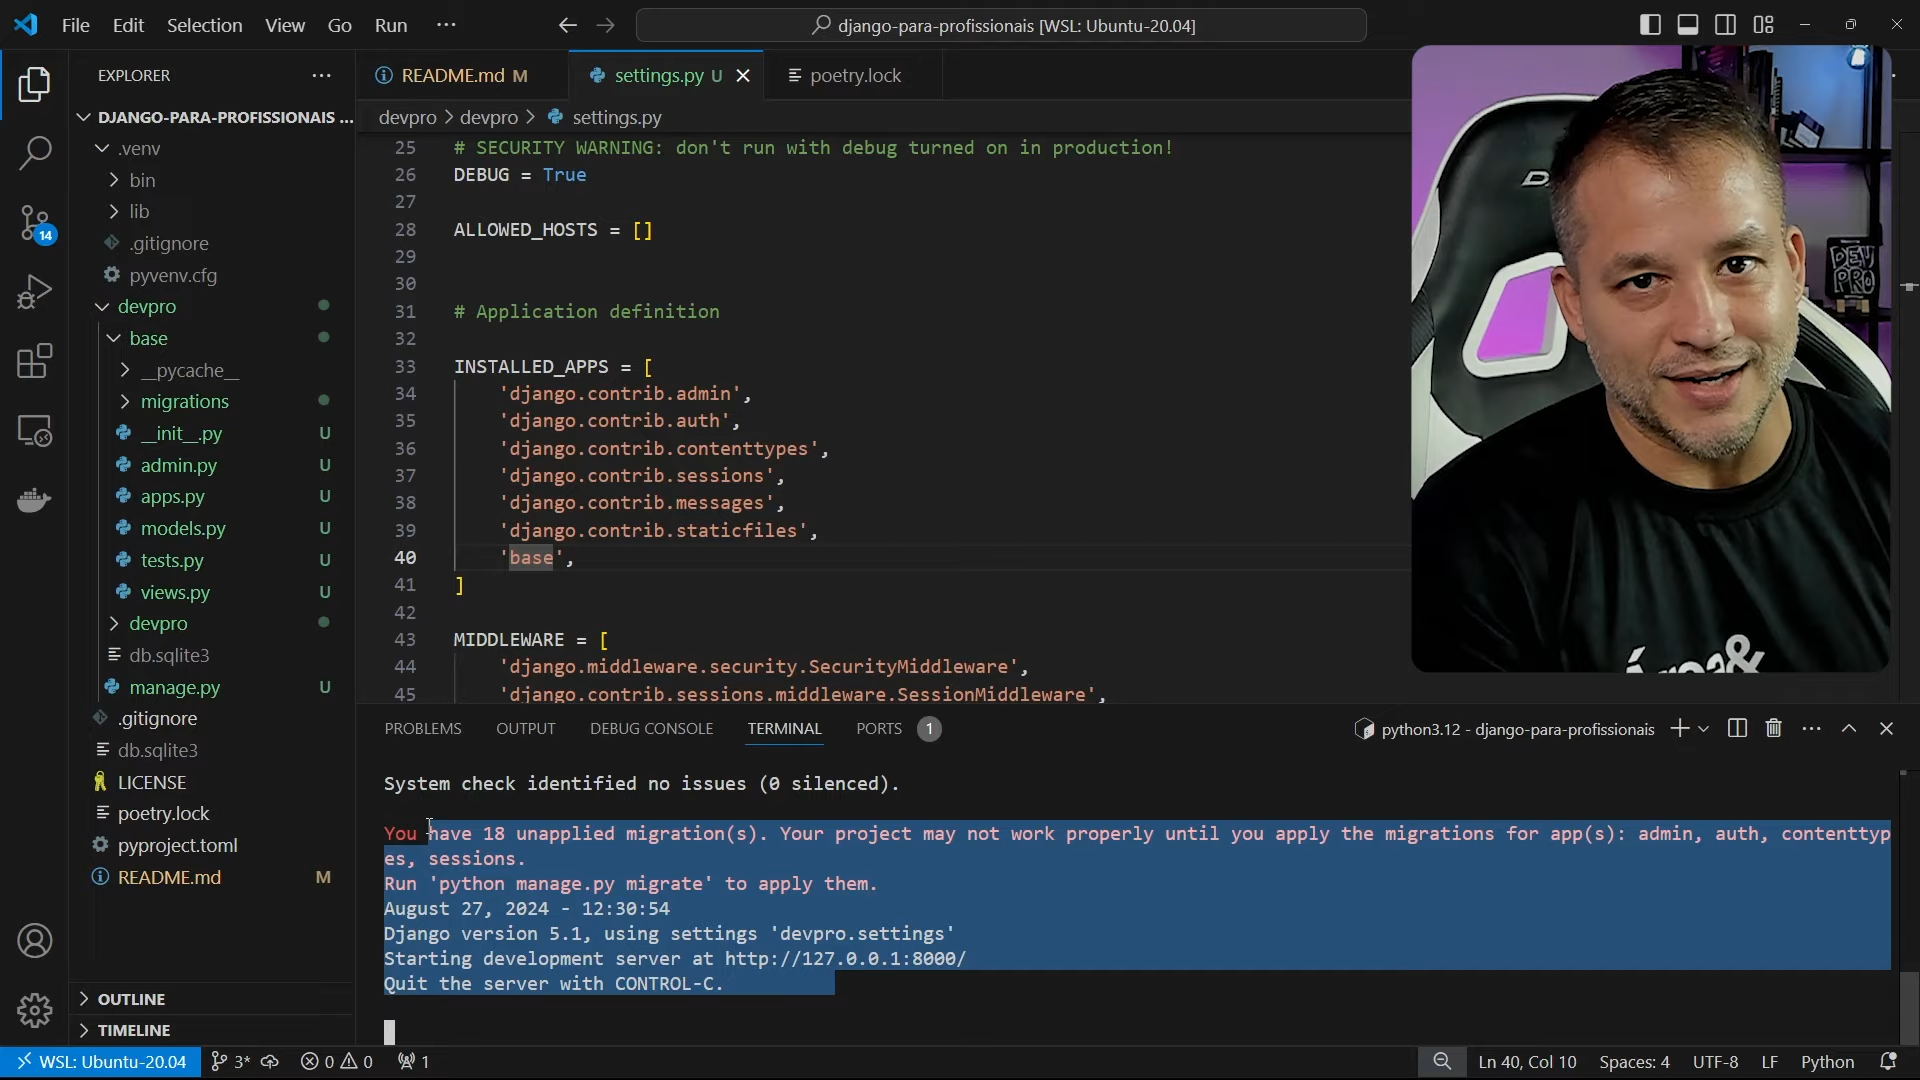 File Edit Selection View Go Run ···
django-para-profissionais [WSL: Ubuntu-20.04]
EXPLORER
DJANGO-PARA-PROFISSIONAIS ...
.venv
bin
lib
.gitignore
pyvenv.cfg
devpro
base
__pycache__
migrations
__init__.py U
admin.py U
apps.py U
models.py U
tests.py U
views.py U
devpro
db.sqlite3
manage.py U
.gitignore
db.sqlite3
LICENSE
poetry.lock
pyproject.toml
README.md M
OUTLINE
TIMELINE
14
README.md M
settings.py U
poetry.lock
devpro > devpro > settings.py
25 # SECURITY WARNING: don't run with debug turned on in production!
26 DEBUG = True
27
28 ALLOWED_HOSTS = []
29
30
31 # Application definition
32
33 INSTALLED_APPS = [
34 'django.contrib.admin',
35 'django.contrib.auth',
36 'django.contrib.contenttypes',
37 'django.contrib.sessions',
38 'django.contrib.messages',
39 'django.contrib.staticfiles',
40 'base',
41 ]
42
43 MIDDLEWARE = [
44 'django.middleware.security.SecurityMiddleware',
45 'django.contrib.sessions.middleware.SessionMiddleware',
DEV
PRO
PROBLEMS OUTPUT DEBUG CONSOLE TERMINAL PORTS 1
python3.12 - django-para-profissionais
System check identified no issues (0 silenced).
You have 18 unapplied migration(s). Your project may not work properly until you apply the migrations for app(s): admin, auth, contenttyp
es, sessions.
Run 'python manage.py migrate' to apply them.
August 27, 2024 - 12:30:54
Django version 5.1, using settings 'devpro.settings'
Starting development server at http://127.0.0.1:8000/
Quit the server with CONTROL-C.
WSL: Ubuntu-20.04 3* 0 0 1
Ln 40, Col 10 Spaces: 4 UTF-8 LF Python